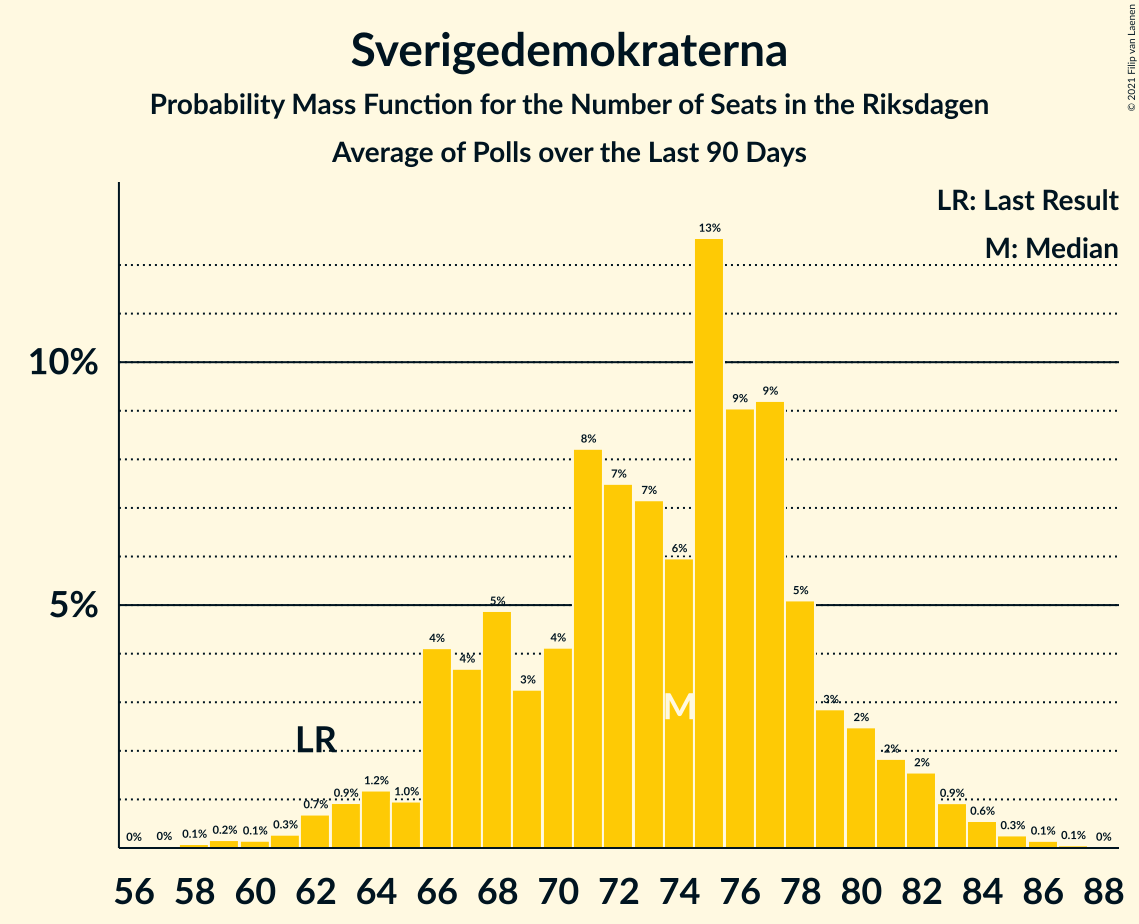 Sverigedemokraterna
Probability Mass Function for the Number of Seats in the Riksdagen
Average of Polls over the Last 90 Days
© 2021 Filip van Laenen
LR: Last Result
M: Median
10%
5%
0% 0% 0.1% 0.2% 0.1% 0.3% 0.7% 0.9% 1.2% 1.0% 4% 4% 5% 3% 4% 8% 7% 7% 6% 13% 9% 9% 5% 3% 2% 2% 2% 0.9% 0.6% 0.3% 0.1% 0.1% 0%
LR
M
56 58 60 62 64 66 68 70 72 74 76 78 80 82 84 86 88